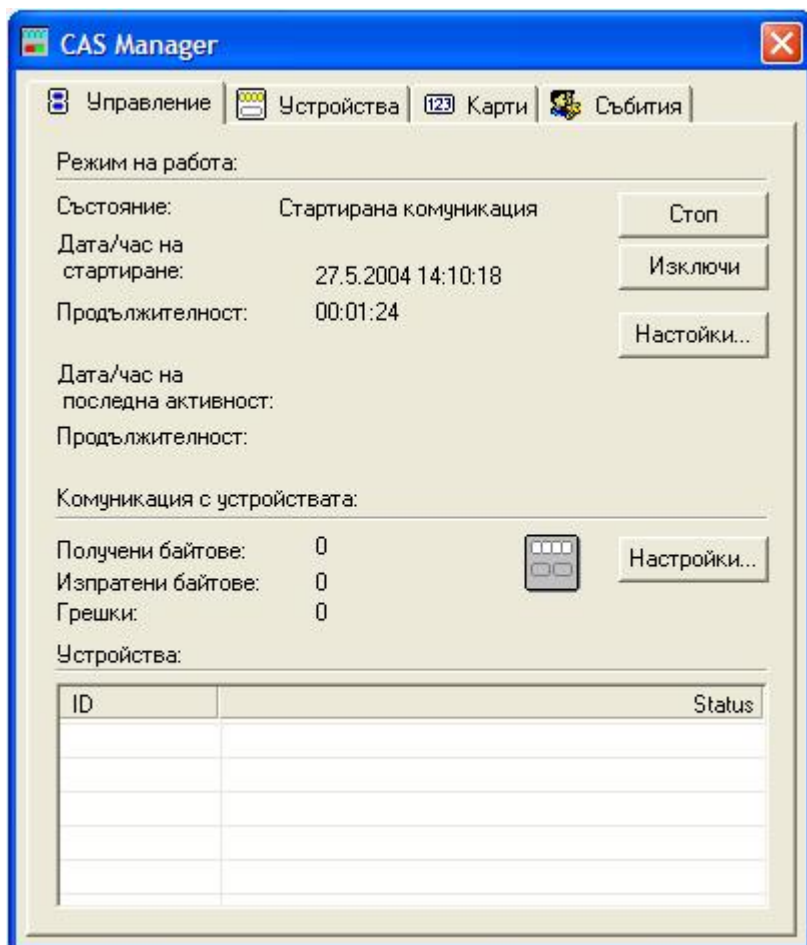 CAS Manager
Управление Устройства 123 Карти Събития
Режим на работа:
Състояние: Стартирана комуникация Стоп
Дата/час на
стартиране: 27.5.2004 14:10:18 Изключи
Продължителност: 00:01:24 Настойки...
Дата/час на
последна активност:
Продължителност:
Комуникация с устройствата:
Получени байтове: 0 Настройки...
Изпратени байтове: 0
Грешки: 0
Устройства:
ID Status